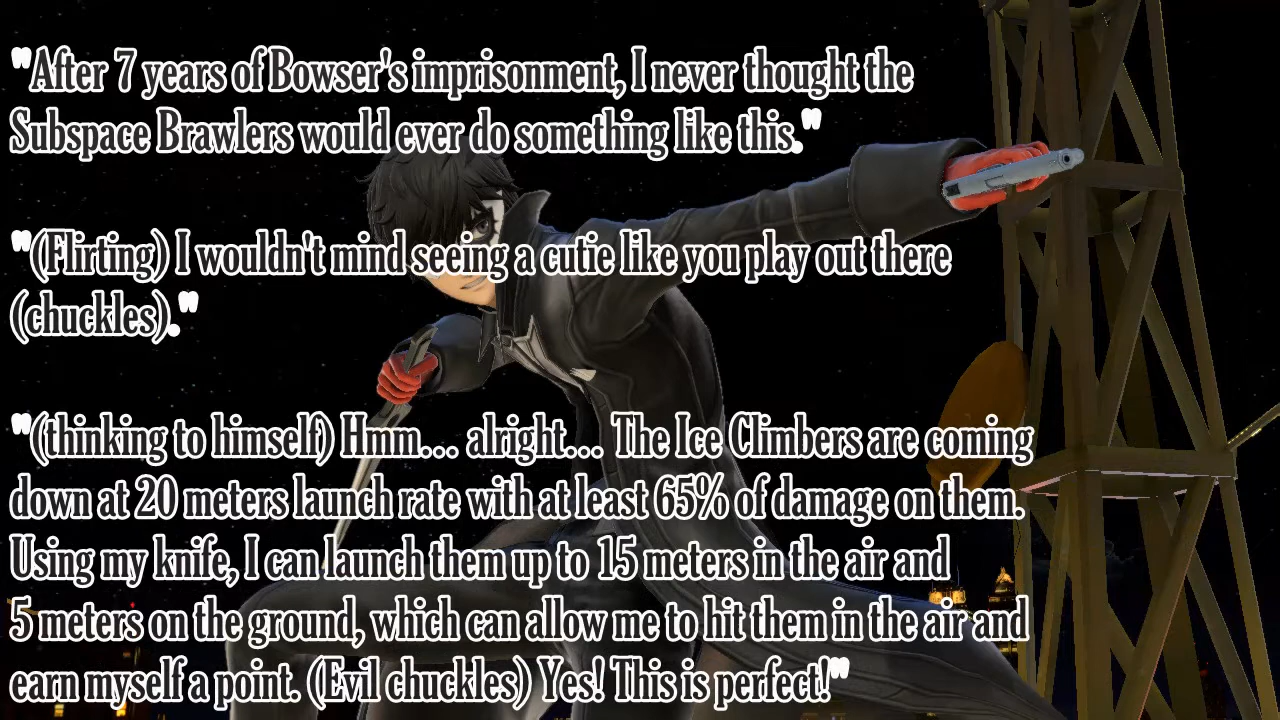 "After 7 years of Bowser's imprisonment, I never thought the
Subspace Brawlers would ever do something like this."
"(Flirting) I wouldn't mind seeing a cutie like you play out there
(chuckles)."
"(thinking to himself) Hmm... alright... The Ice Climbers are coming
down at 20 meters launch rate with at least 65% of damage on them.
Using my knife, I can launch them up to 15 meters in the air and
5 meters on the ground, which can allow me to hit them in the air and
earn myself a point. (Evil chuckles) Yes! This is perfect!"